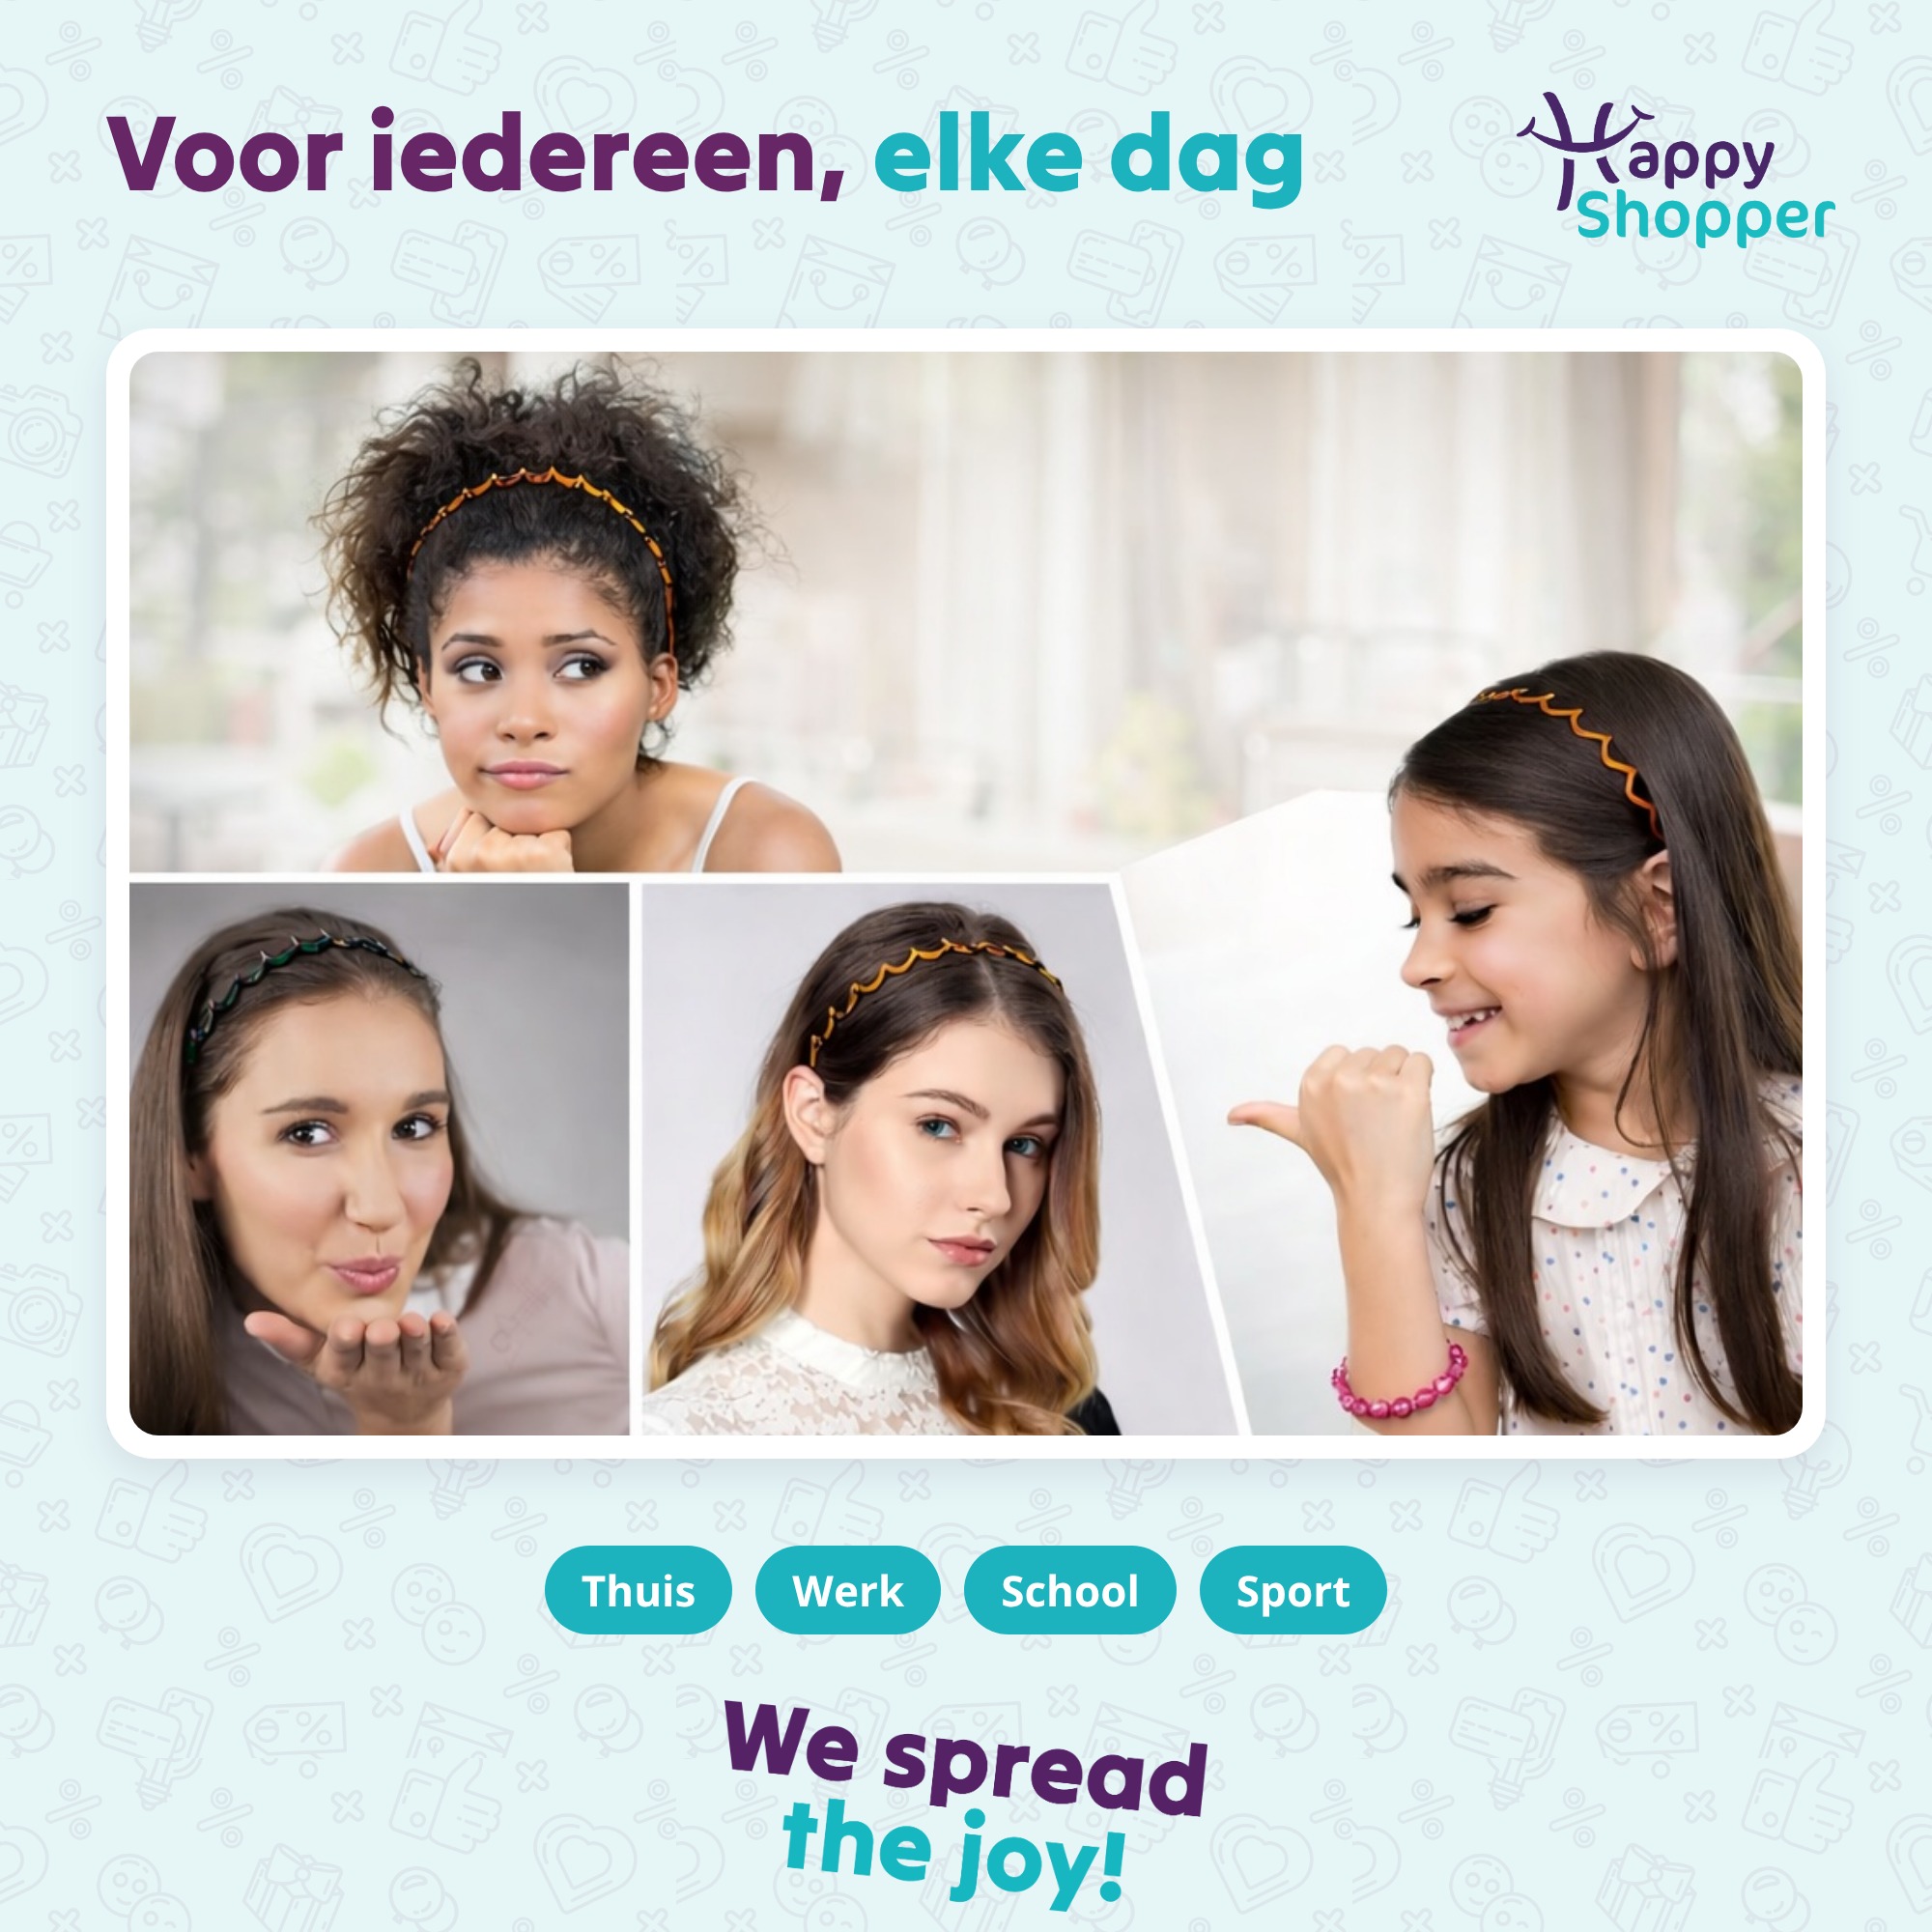 Voor iedereen, elke dag
Happy
Shopper
Thuis
Werk
School
Sport
We spread
the joy!